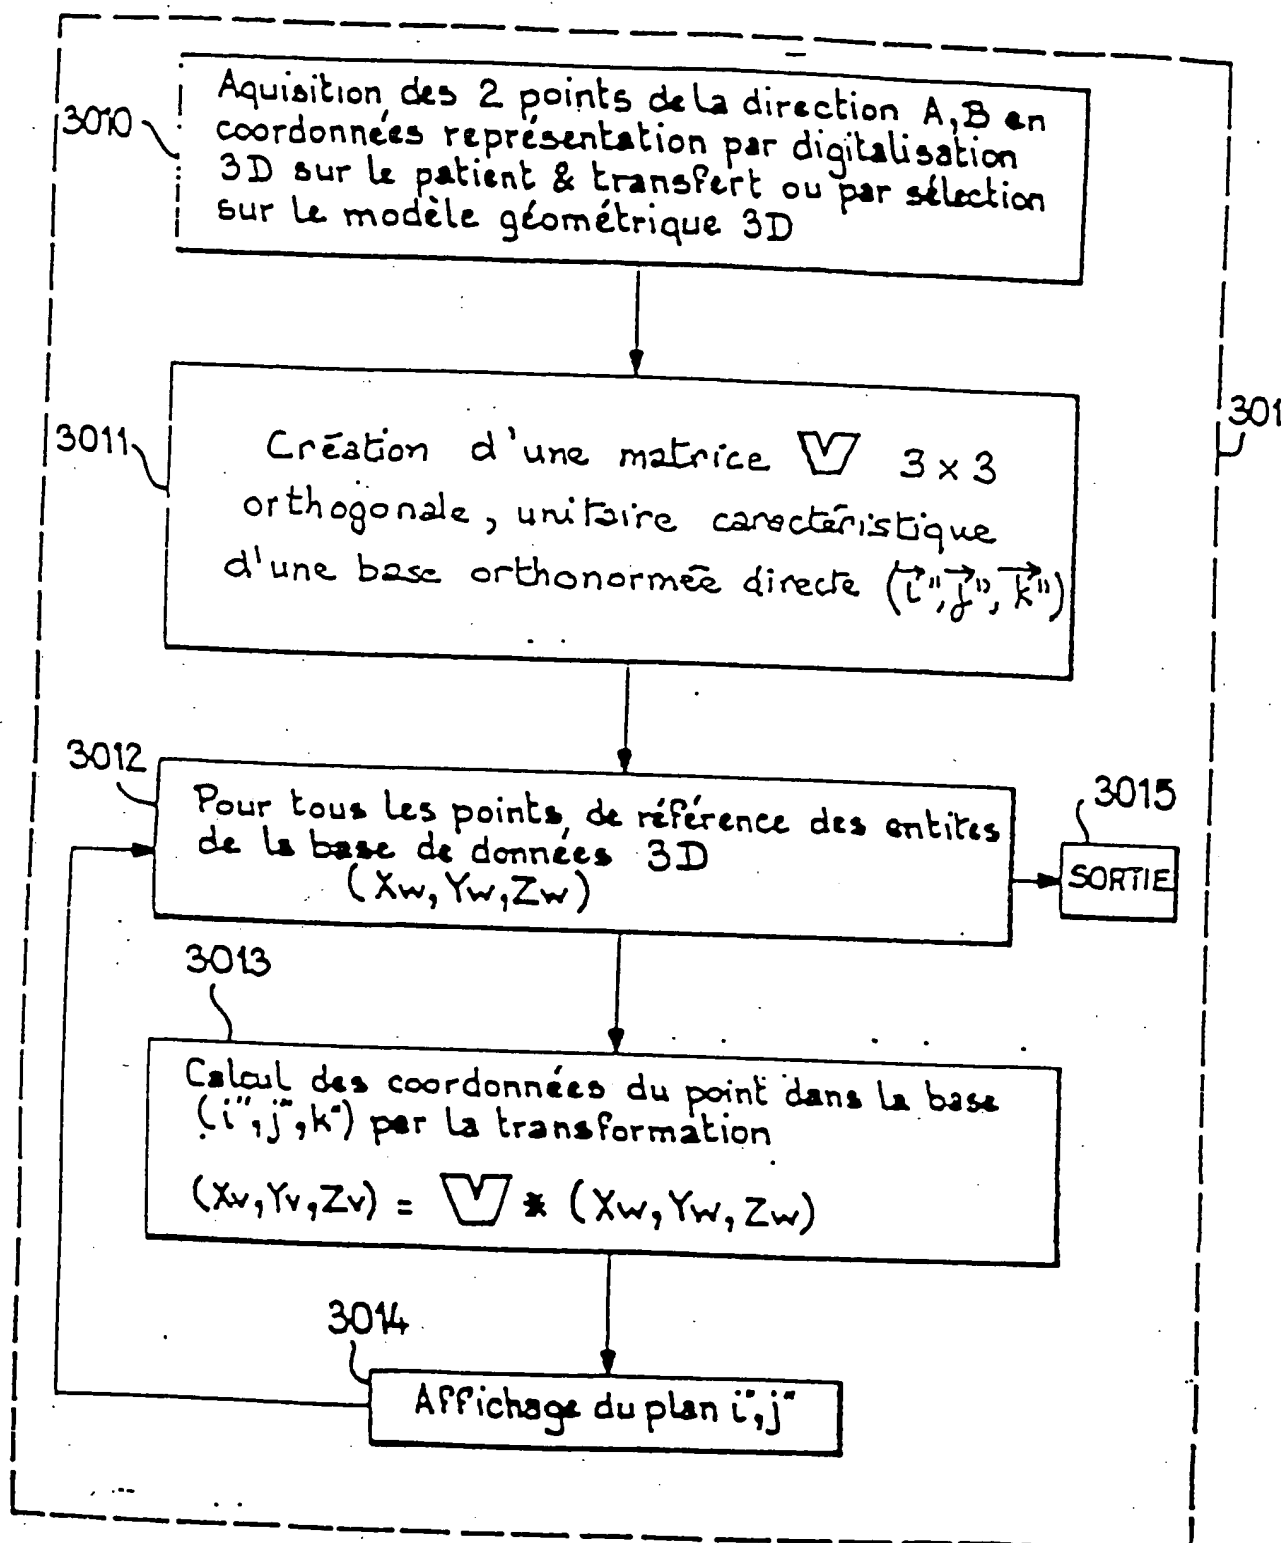 3010
Aquisition des 2 points de la direction A, B en
coordonnées représentation par digitalisation
3D sur le patient & transfert ou par sélection
sur le modèle géométrique 3D
301
3011
Création d'une matrice V 3 x 3
orthogonale, unitaire caractéristique
d'une base orthonormée directe (i", j", k")
3012
Pour tous les points, de référence des entites
de la base de données 3D
(Xw, Yw, Zw)
3015
SORTIE
3013
Calcul des coordonnées du point dans la base
(i", j", k") par la transformation
(Xv, Yv, Zv) = V * (Xw, Yw, Zw)
3014
Affichage du plan i", j"